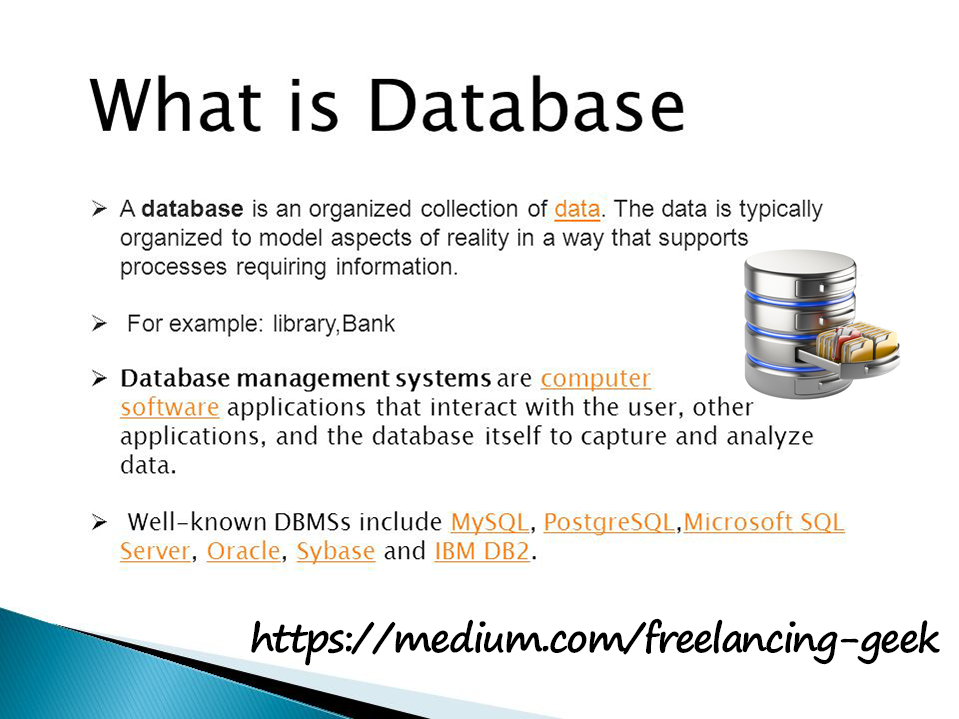 What is Database
➢ A database is an organized collection of data. The data is typically
organized to model aspects of reality in a way that supports
processes requiring information.
➢ For example: library,Bank
➢ Database management systems are computer
software applications that interact with the user, other
applications, and the database itself to capture and analyze
data.
➢ Well-known DBMSs include MySQL, PostgreSQL,Microsoft SQL
Server, Oracle, Sybase and IBM DB2.
https://medium.com/freelancing-geek